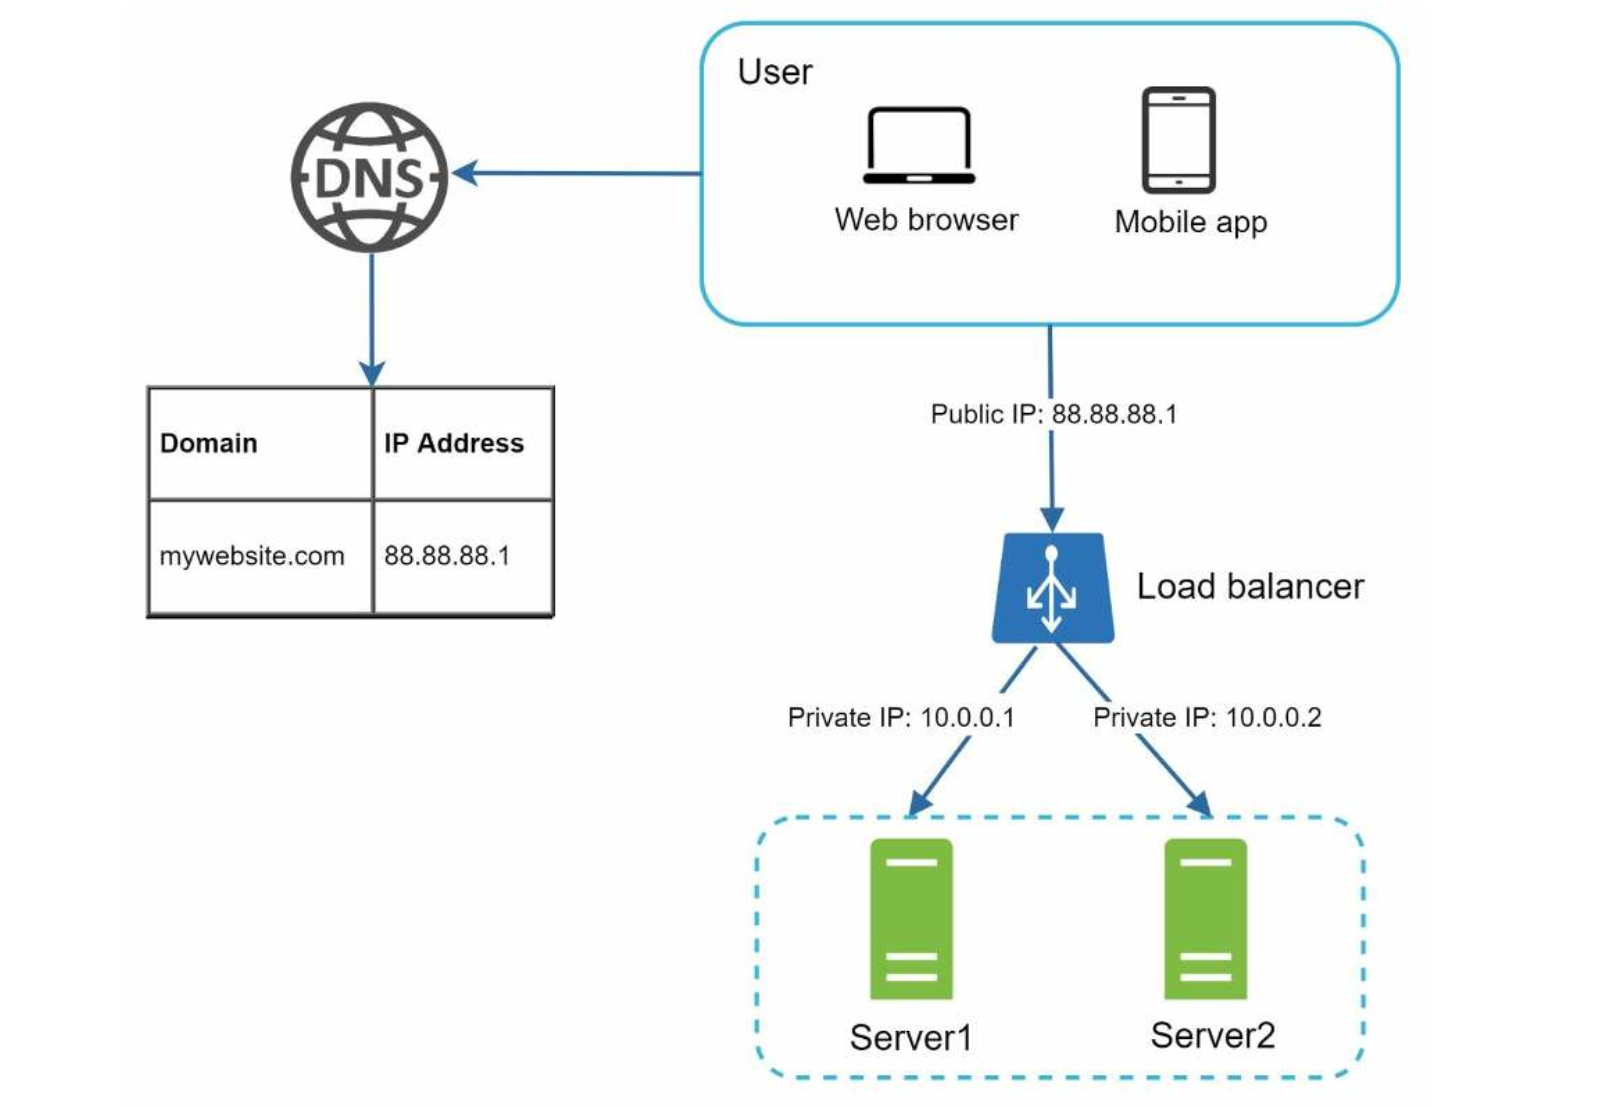 User
DNS
Web browser
Mobile app
Public IP: 88.88.88.1
Domain
IP Address
mywebsite.com
88.88.88.1
Load balancer
Private IP: 10.0.0.1
Private IP: 10.0.0.2
Server1
Server2